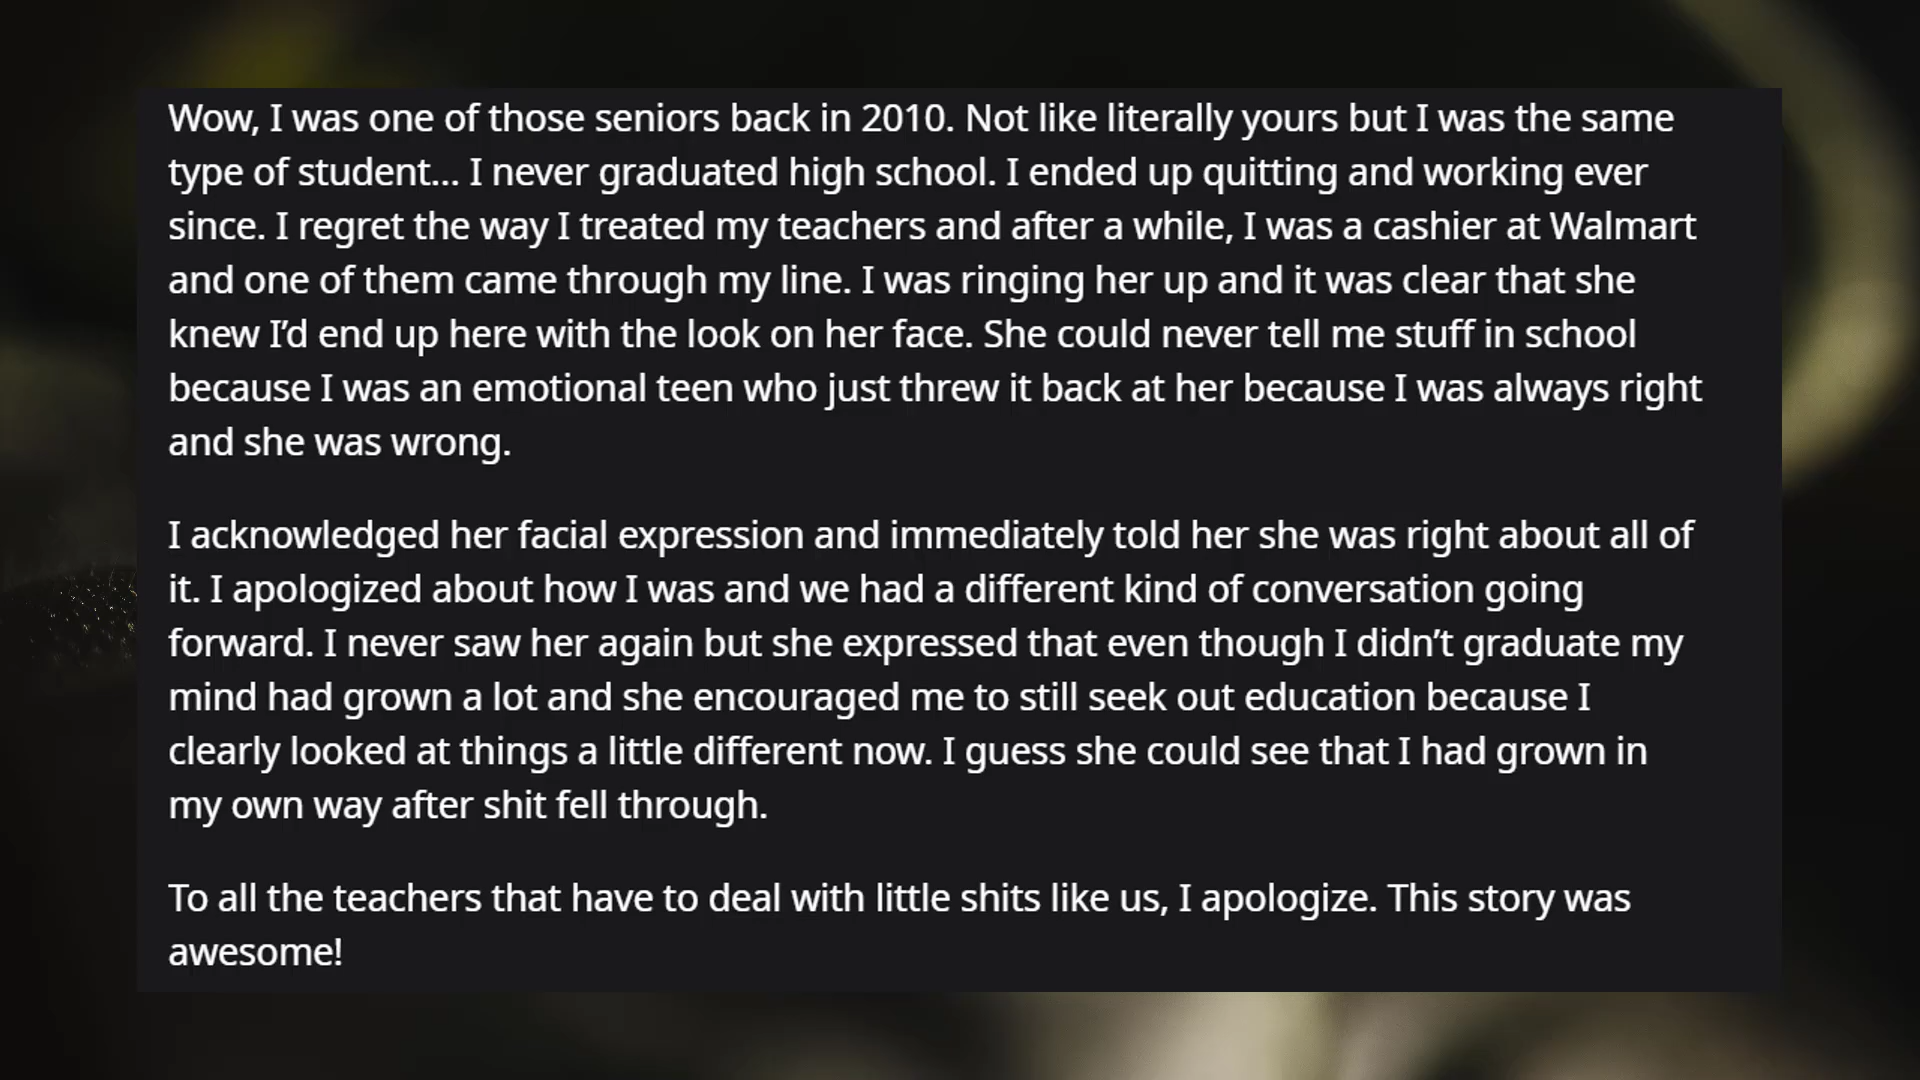 Wow, I was one of those seniors back in 2010. Not like literally yours but I was the same
type of student... I never graduated high school. I ended up quitting and working ever
since. I regret the way I treated my teachers and after a while, I was a cashier at Walmart
and one of them came through my line. I was ringing her up and it was clear that she
knew I’d end up here with the look on her face. She could never tell me stuff in school
because I was an emotional teen who just threw it back at her because I was always right
and she was wrong.
I acknowledged her facial expression and immediately told her she was right about all of
it. I apologized about how I was and we had a different kind of conversation going
forward. I never saw her again but she expressed that even though I didn’t graduate my
mind had grown a lot and she encouraged me to still seek out education because I
clearly looked at things a little different now. I guess she could see that I had grown in
my own way after shit fell through.
To all the teachers that have to deal with little shits like us, I apologize. This story was
awesome!